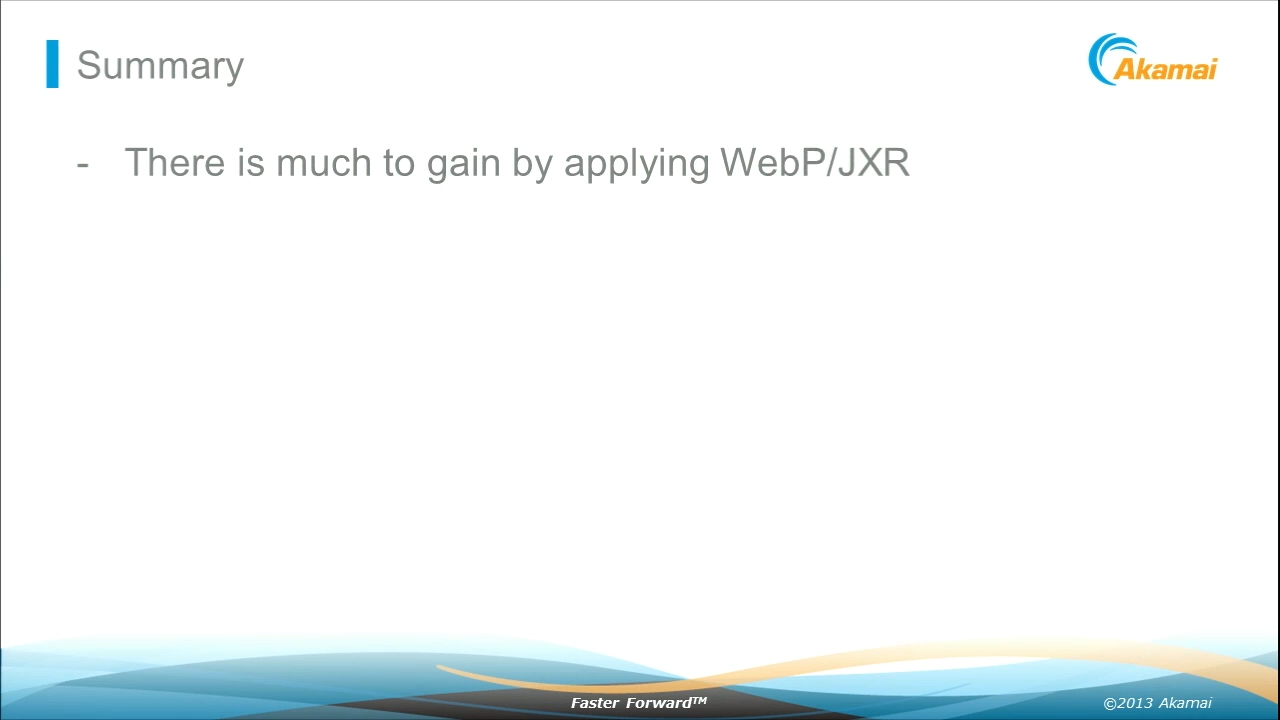 Summary
Akamai
- There is much to gain by applying WebP/JXR
Faster Forward™
©2013 Akamai